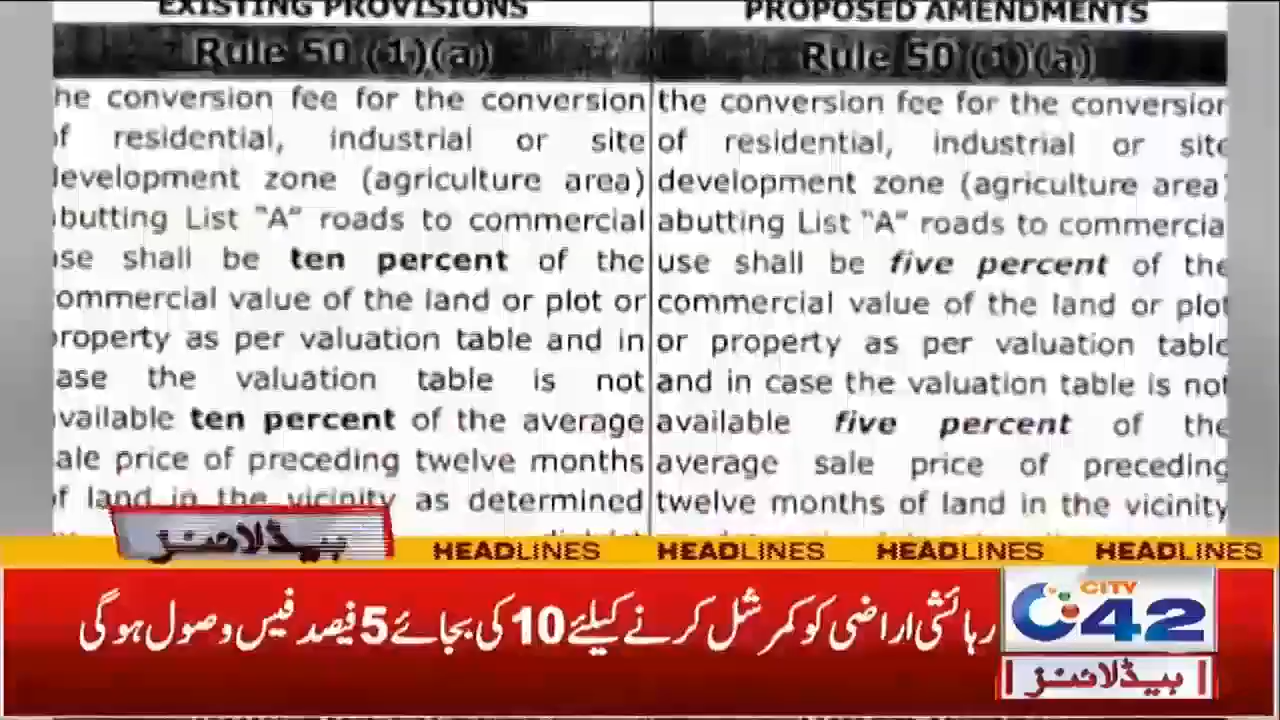 EXISTING PROVISIONS
Rule 50 (1)(a)
he conversion fee for the conversion
f residential, industrial or site
development zone (agriculture area)
butting List "A" roads to commercial
se shall be ten percent of the
ommercial value of the land or plot or
roperty as per valuation table and in
ase the valuation table is not
vailable ten percent of the average
ale price of preceding twelve months
f land in the vicinity as determined
PROPOSED AMENDMENTS
Rule 50 (1)(a)
the conversion fee for the conversion
of residential, industrial or site
development zone (agriculture area)
abutting List "A" roads to commercia
use shall be five percent of the
commercial value of the land or plot
or property as per valuation table
and in case the valuation table is not
available five percent of the
average sale price of preceding
twelve months of land in the vicinity
ہیڈلائنز
HEADLINES HEADLINES HEADLINES HEADLINES
رہائشی اراضی کو کمرشل کرنے کیلئے 10 کی بجائے 5 فیصد فیس وصول ہوگی
CITY
42
ہیڈلائنز